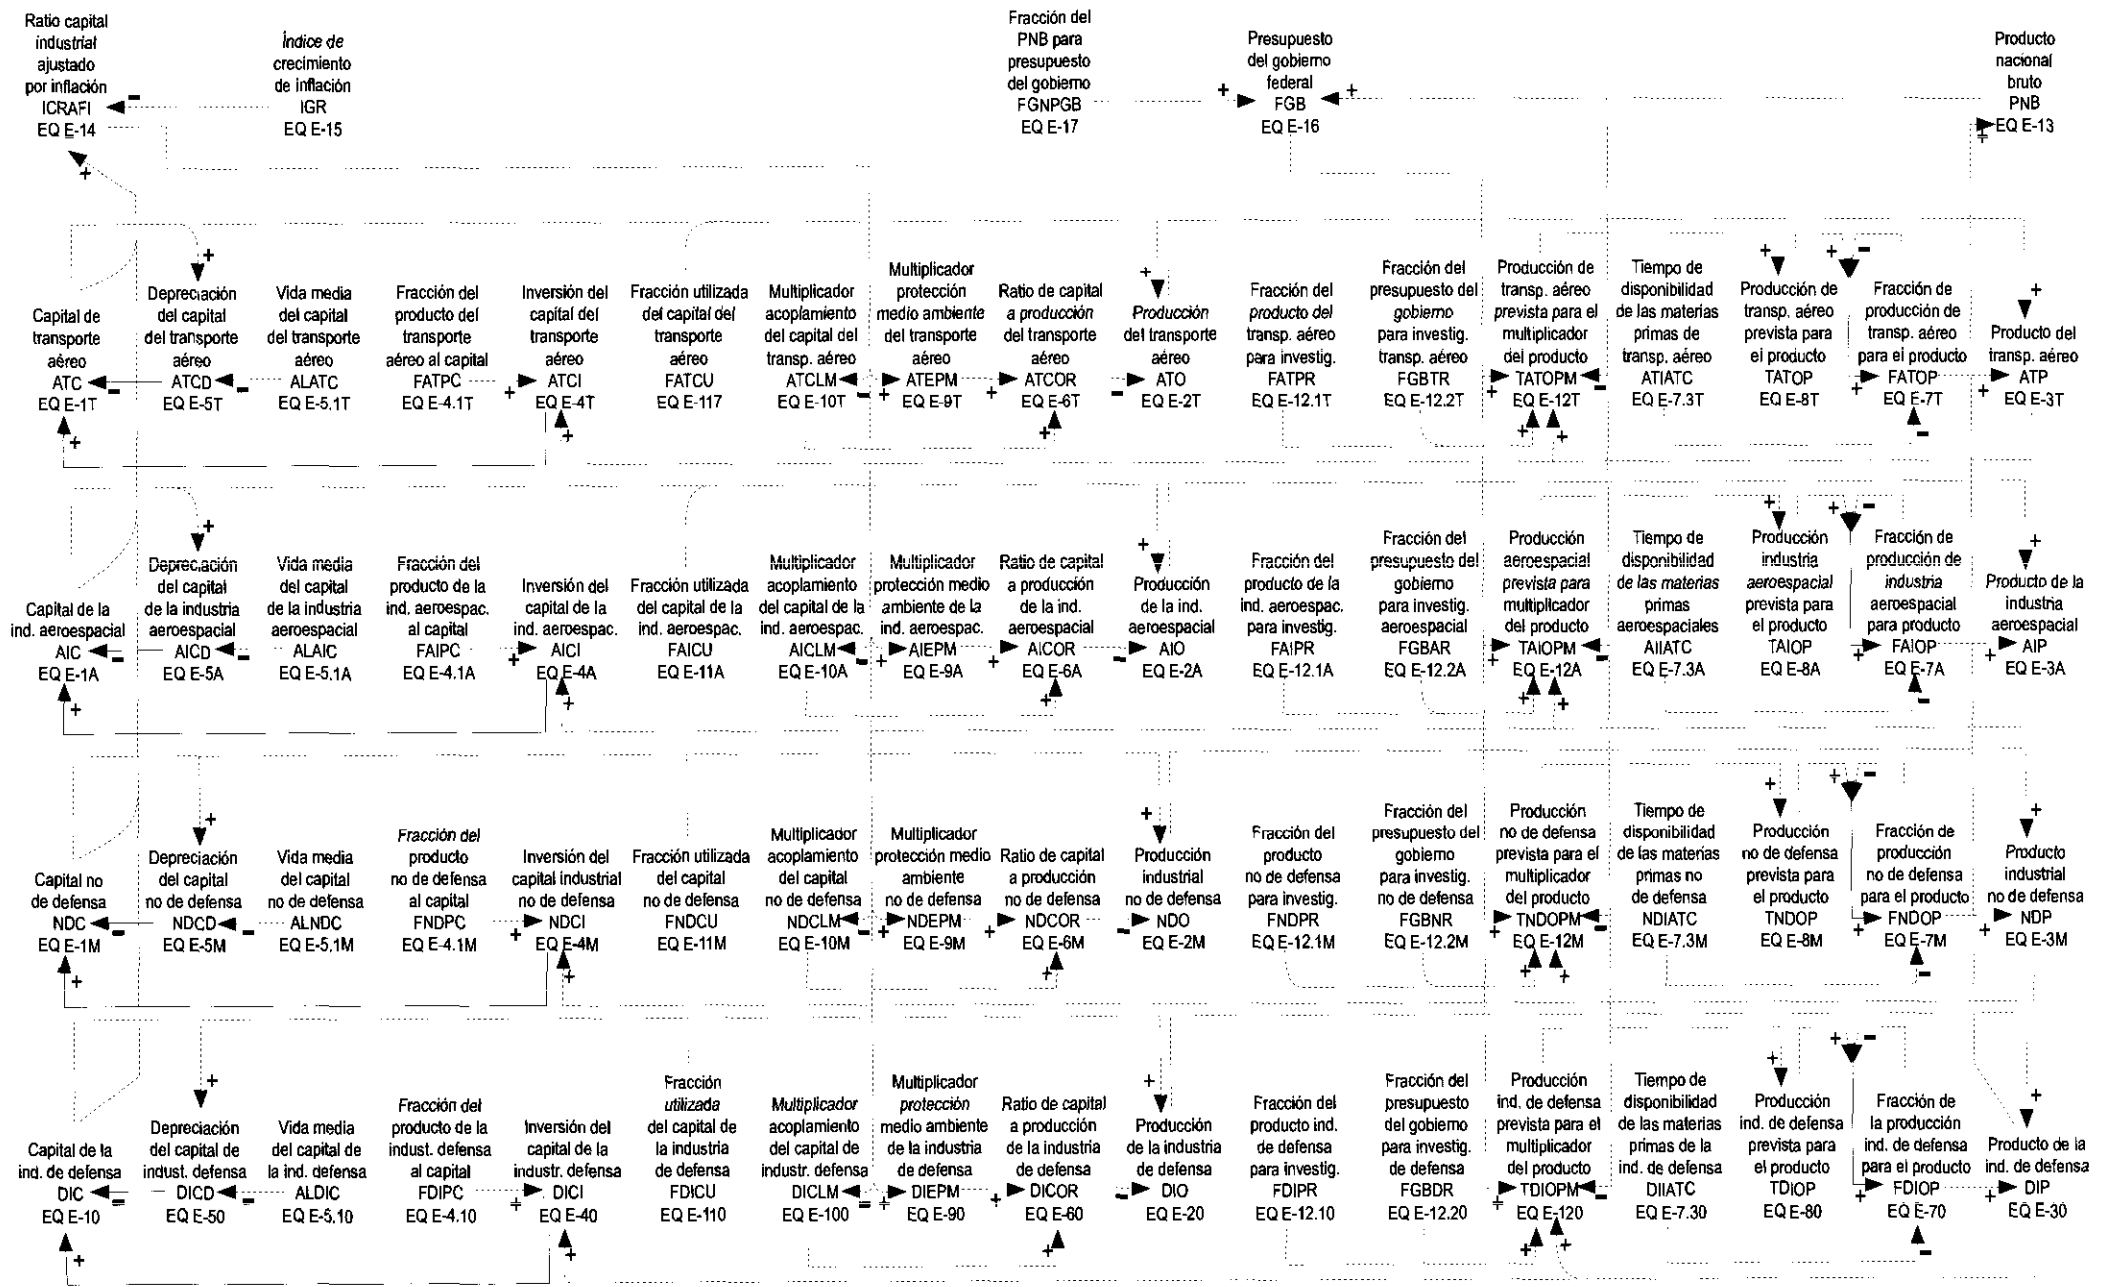 Ratio capital
industrial
ajustado
por inflación
ICRAFI
EQ E-14
Índice de
crecimiento
de inflación
IGR
EQ E-15
Fracción del
PNB para
presupuesto
del gobierno
FGNPGB
EQ E-17
Presupuesto
del gobierno
federal
FGB
EQ E-16
Producto
nacional
bruto
PNB
EQ E-13
Capital de
transporte
aéreo
ATC
EQ E-1T
Depreciación
del capital
del transporte
aéreo
ATCD
EQ E-5T
Vida media
del capital
del transporte
aéreo
ALATC
EQ E-5.1T
Fracción del
producto del
transporte
aéreo al capital
FATPC
EQ E-4.1T
Inversión del
capital del
transporte
aéreo
ATCI
EQ E-4T
Fracción utilizada
del capital del
transporte
aéreo
FATCU
EQ E-117
Multiplicador
acoplamiento
del capital del
transp. aéreo
ATCLM
EQ E-10T
Multiplicador
protección
medio ambiente
del transporte
aéreo
ATEPM
EQ E-9T
Ratio de capital
a producción
del transporte
aéreo
ATCOR
EQ E-6T
Producción
del transporte
aéreo
ATO
EQ E-2T
Fracción del
producto del
transp. aéreo
para investig.
FATPR
EQ E-12.1T
Fracción del
presupuesto del
gobierno
para investig.
transp. aéreo
FGBTR
EQ E-12.2T
Producción de
transp. aéreo
prevista para el
multiplicador
del producto
TATOPM
EQ E-12T
Tiempo de
disponibilidad
de las materias
primas de
transp. aéreo
ATIATC
EQ E-7.3T
Producción de
transp. aéreo
prevista para
el producto
TATOP
EQ E-8T
Fracción de
producción de
transp. aéreo
para el producto
FATOP
EQ E-7T
Producto del
transp. aéreo
ATP
EQ E-3T
Capital de la
ind. aeroespacial
AIC
EQ E-1A
Depreciación
del capital
de la industria
aeroespacial
AICD
EQ E-5A
Vida media
del capital
de la industria
aeroespacial
ALAIC
EQ E-5.1A
Fracción del
producto de la
ind. aeroespac.
al capital
FAIPC
EQ E-4.1A
Inversión del
capital de la
ind. aeroespac.
AICI
EQ E-4A
Fracción utilizada
del capital de la
ind. aeroespac.
FAICU
EQ E-11A
Multiplicador
acoplamiento
del capital de la
ind. aeroespac.
AICLM
EQ E-10A
Multiplicador
protección medio
ambiente de la
ind. aeroespac.
AIEPM
EQ E-9A
Ratio de capital
a producción
de la ind.
aeroespacial
AICOR
EQ E-6A
Producción
de la ind.
aeroespacial
AIO
EQ E-2A
Fracción del
producto de la
ind. aeroespac.
para investig.
FAIPR
EQ E-12.1A
Fracción del
presupuesto del
gobierno
para investig.
aeroespacial
FGBAR
EQ E-12.2A
Producción
aeroespacial
prevista para
multiplicador
del producto
TAIOPM
EQ E-12A
Tiempo de
disponibilidad
de las materias
primas
aeroespaciales
AIIATC
EQ E-7.3A
Producción
industria
aeroespacial
prevista para
el producto
TAIOP
EQ E-8A
Fracción de
producción de
industria
aeroespacial
para producto
FAIOP
EQ E-7A
Producto de la
industria
aeroespacial
AIP
EQ E-3A
Capital no
de defensa
NDC
EQ E-1M
Depreciación
del capital
no de defensa
NDCD
EQ E-5M
Vida media
del capital
no de defensa
ALNDC
EQ E-5.1M
Fracción del
producto
no de defensa
al capital
FNDPC
EQ E-4.1M
Inversión del
capital industrial
no de defensa
NDCI
EQ E-4M
Fracción utilizada
del capital
no de defensa
FNDCU
EQ E-11M
Multiplicador
acoplamiento
del capital
no de defensa
NDCLM
EQ E-10M
Multiplicador
protección medio
ambiente
no de defensa
NDEPM
EQ E-9M
Ratio de capital
a producción
no de defensa
NDCOR
EQ E-6M
Producción
industrial
no de defensa
NDO
EQ E-2M
Fracción del
producto
no de defensa
para investig.
FNDPR
EQ E-12.1M
Fracción del
presupuesto del
gobierno
para investig.
no de defensa
FGBNR
EQ E-12.2M
Producción
no de defensa
prevista para el
multiplicador
del producto
TNDOPM
EQ E-12M
Tiempo de
disponibilidad
de las materias
primas no
de defensa
NDIATC
EQ E-7.3M
Producción
no de defensa
prevista para
el producto
TNDOP
EQ E-8M
Fracción de
producción
no de defensa
para el producto
FNDOP
EQ E-7M
Producto
industrial
no de defensa
NDP
EQ E-3M
Capital de la
ind. de defensa
DIC
EQ E-10
Depreciación
del capital de
indust. defensa
DICD
EQ E-50
Vida media
del capital de
la ind. defensa
ALDIC
EQ E-5.10
Fracción del
producto de la
indust. defensa
al capital
FDIPC
EQ E-4.10
Inversión del
capital de la
industr. defensa
DICI
EQ E-40
Fracción
utilizada
del capital de
la industria
de defensa
FDICU
EQ E-110
Multiplicador
acoplamiento
del capital de
industr. defensa
DICLM
EQ E-100
Multiplicador
protección
medio ambiente
de la industria
de defensa
DIEPM
EQ E-90
Ratio de capital
a producción
de la industria
de defensa
DICOR
EQ E-60
Producción
de la industria
de defensa
DIO
EQ E-20
Fracción del
producto ind.
de defensa
para investig.
FDIPR
EQ E-12.10
Fracción del
presupuesto
del gobierno
para investig.
de defensa
FGBDR
EQ E-12.20
Producción
ind. de defensa
prevista para el
multiplicador
del producto
TDIOPM
EQ E-120
Tiempo de
disponibilidad
de las materias
primas de la
ind. de defensa
DIIATC
EQ E-7.30
Producción
ind. de defensa
prevista para
el producto
TDIOP
EQ E-80
Fracción de
la producción
ind. de defensa
para el producto
FDIOP
EQ E-70
Producto de la
ind. de defensa
DIP
EQ E-30